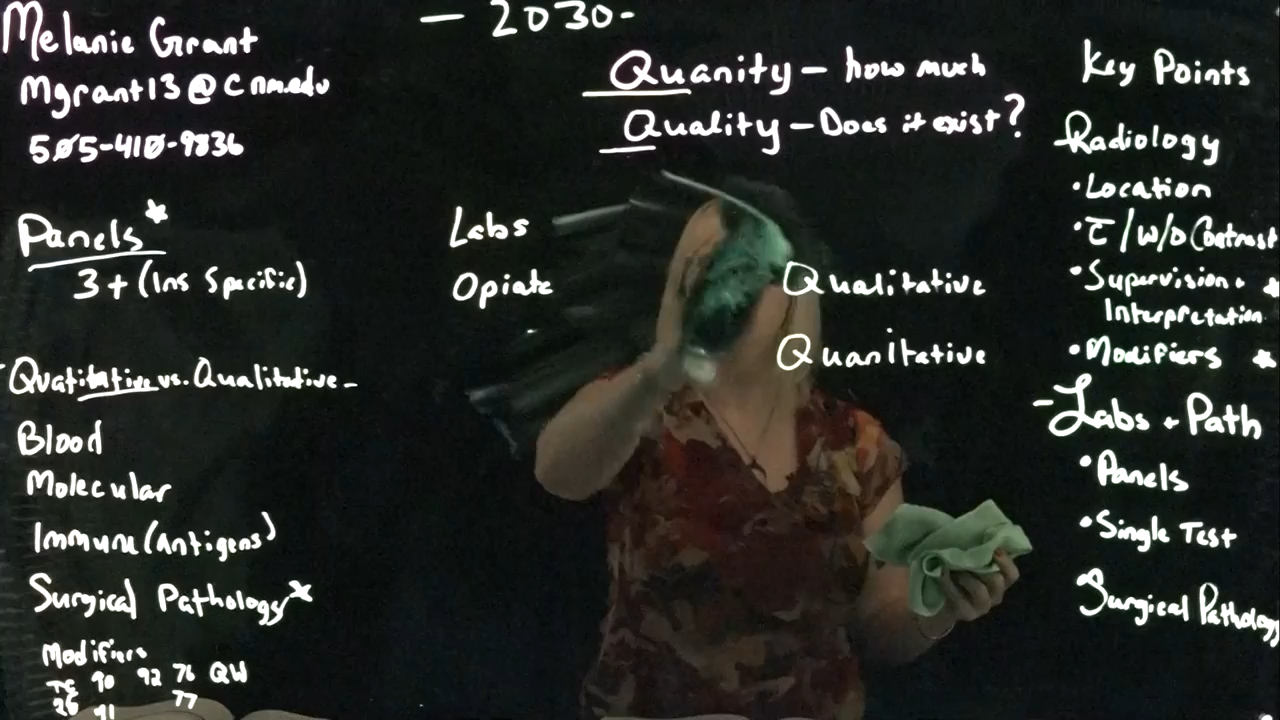 Melanie Grant
Mgrant13@cnm.edu
505-410-9836
Panels*
3+ (Ins Specific)
Quatitative vs. Qualitative-
Blood
Molecular
Immune (antigens)
Surgical Pathology*
Modifiers
TC 90 92 76 QW
26 91 77
- 2030-
Quanity - how much
Quality - Does it exist?
Labs
Opiate
Qualitative
Quanitative
Key Points
Radiology
• Location
• C̄ / W/O Contrast
• Supervision +
Interpretation *
• Modifiers *
- Labs + Path
• Panels
• Single Test
• Surgical Pathology